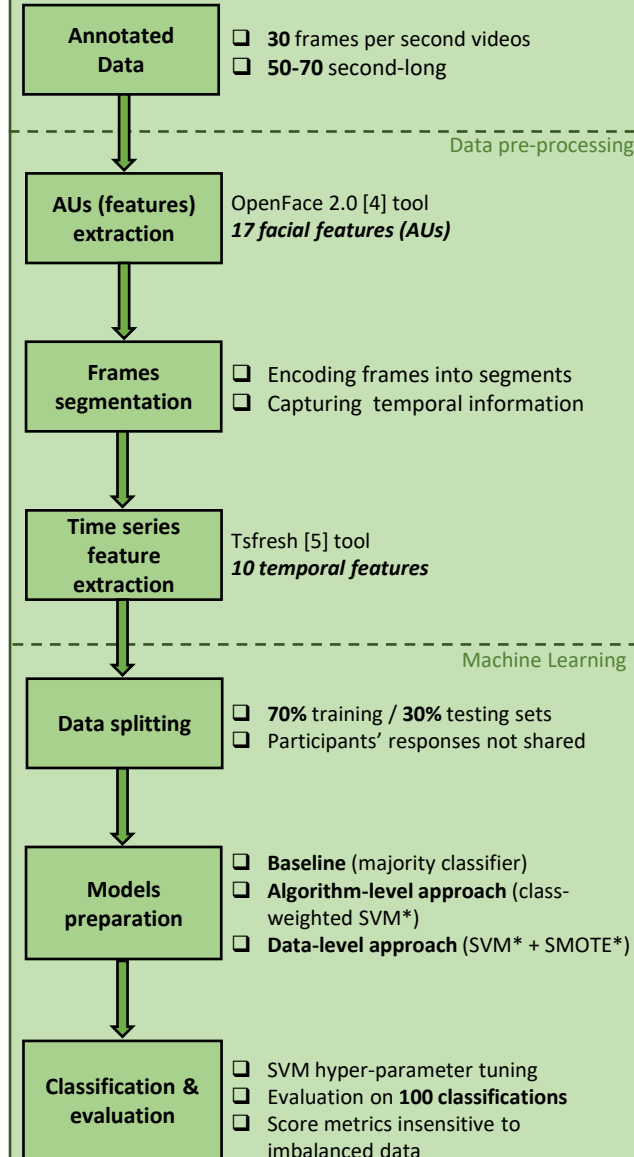 Annotated
Data
❑ 30 frames per second videos
❑ 50-70 second-long
Data pre-processing
AUs (features)
extraction
OpenFace 2.0 [4] tool
17 facial features (AUs)
Frames
segmentation
❑ Encoding frames into segments
❑ Capturing temporal information
Time series
feature
extraction
Tsfresh [5] tool
10 temporal features
Machine Learning
Data splitting
❑ 70% training / 30% testing sets
❑ Participants’ responses not shared
Models
preparation
❑ Baseline (majority classifier)
❑ Algorithm-level approach (class-
weighted SVM*)
❑ Data-level approach (SVM* + SMOTE*)
Classification &
evaluation
❑ SVM hyper-parameter tuning
❑ Evaluation on 100 classifications
❑ Score metrics insensitive to
imbalanced data